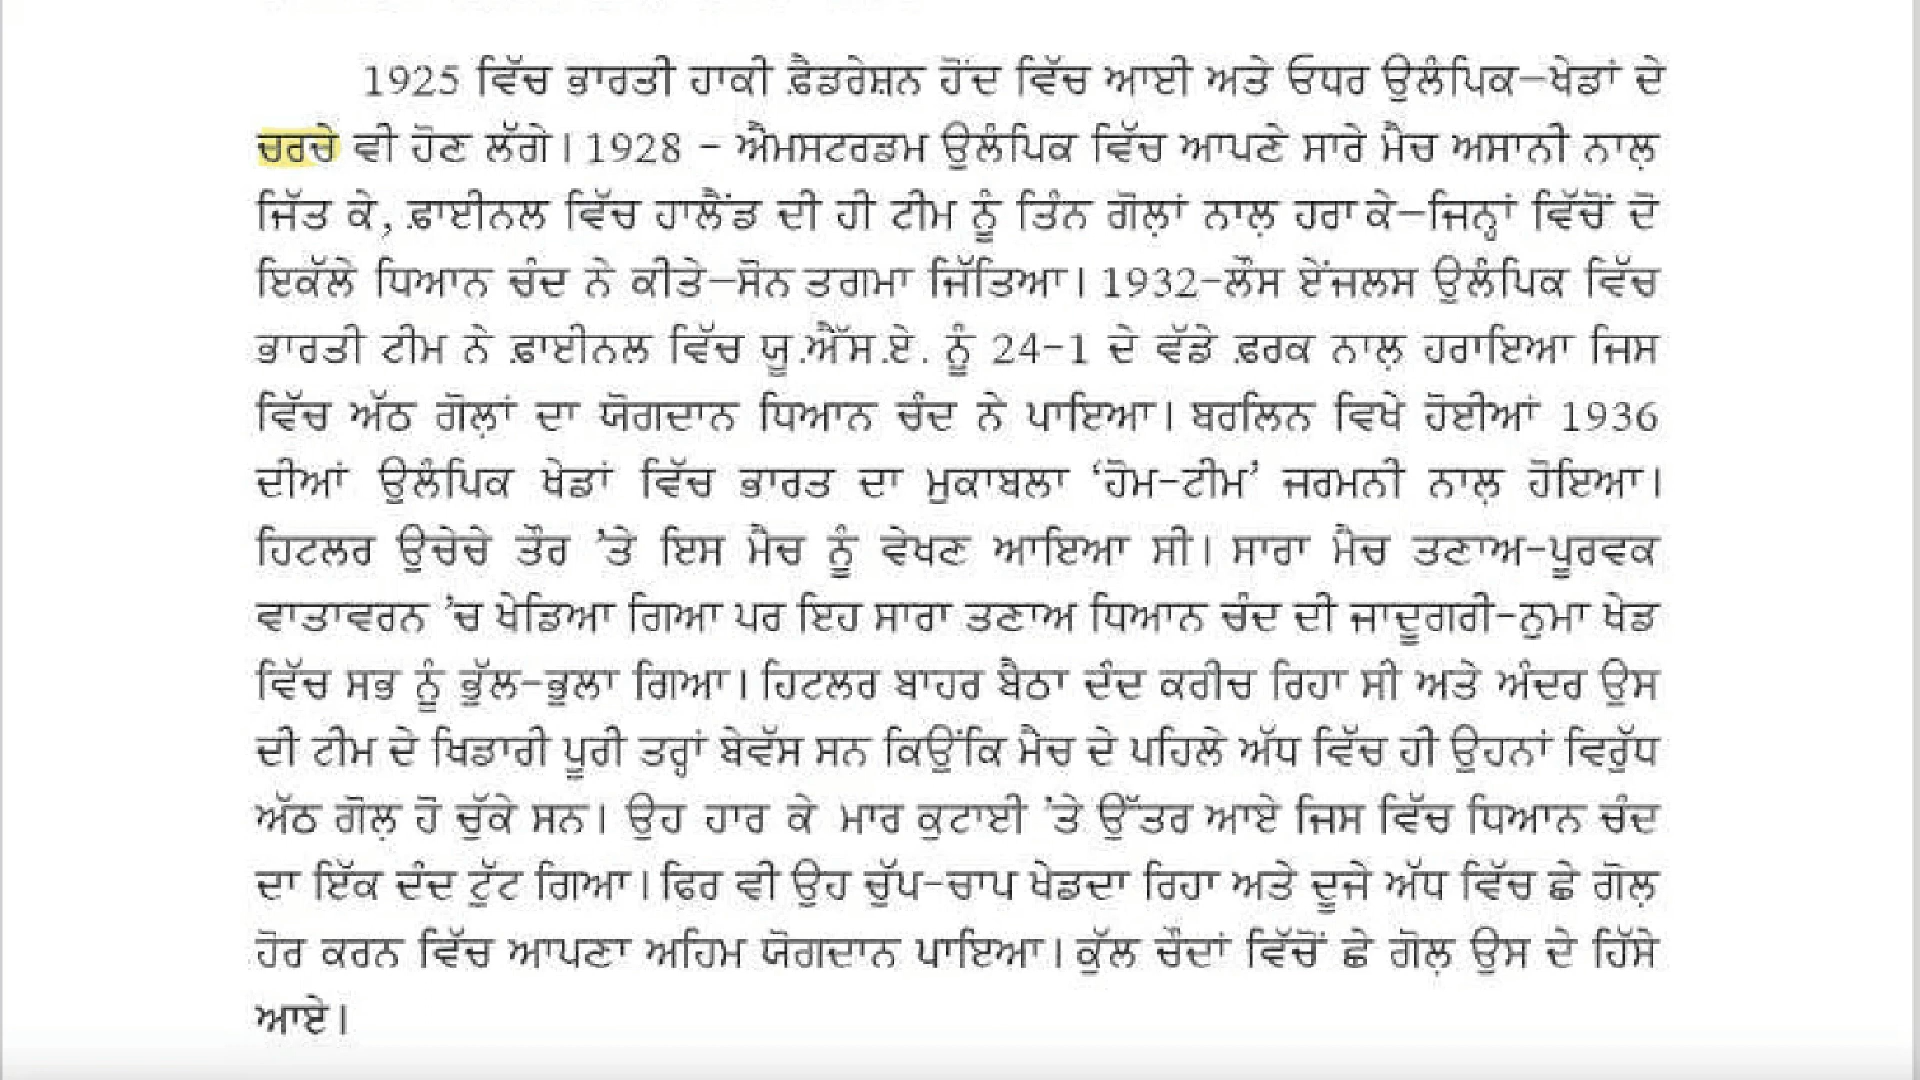 1925 ਵਿੱਚ ਭਾਰਤੀ ਹਾਕੀ ਫ਼ੈਡਰੇਸ਼ਨ ਹੋਂਦ ਵਿੱਚ ਆਈ ਅਤੇ ਓਧਰ ਉਲੰਪਿਕ–ਖੇਡਾਂ ਦੇ
ਚਰਚੇ ਵੀ ਹੋਣ ਲੱਗੇ। 1928 – ਐਮਸਟਰਡਮ ਉਲੰਪਿਕ ਵਿੱਚ ਆਪਣੇ ਸਾਰੇ ਮੈਚ ਅਸਾਨੀ ਨਾਲ਼
ਜਿੱਤ ਕੇ, ਫ਼ਾਈਨਲ ਵਿੱਚ ਹਾਲੈਂਡ ਦੀ ਹੀ ਟੀਮ ਨੂੰ ਤਿੰਨ ਗੋਲ਼ਾਂ ਨਾਲ਼ ਹਰਾ ਕੇ–ਜਿਨ੍ਹਾਂ ਵਿੱਚੋਂ ਦੋ
ਇਕੱਲੇ ਧਿਆਨ ਚੰਦ ਨੇ ਕੀਤੇ–ਸੋਨ ਤਗਮਾ ਜਿੱਤਿਆ। 1932–ਲੌਸ ਏਂਜਲਸ ਉਲੰਪਿਕ ਵਿੱਚ
ਭਾਰਤੀ ਟੀਮ ਨੇ ਫ਼ਾਈਨਲ ਵਿੱਚ ਯੂ.ਐੱਸ.ਏ. ਨੂੰ 24–1 ਦੇ ਵੱਡੇ ਫ਼ਰਕ ਨਾਲ਼ ਹਰਾਇਆ ਜਿਸ
ਵਿੱਚ ਅੱਠ ਗੋਲ਼ਾਂ ਦਾ ਯੋਗਦਾਨ ਧਿਆਨ ਚੰਦ ਨੇ ਪਾਇਆ। ਬਰਲਿਨ ਵਿਖੇ ਹੋਈਆਂ 1936
ਦੀਆਂ ਉਲੰਪਿਕ ਖੇਡਾਂ ਵਿੱਚ ਭਾਰਤ ਦਾ ਮੁਕਾਬਲਾ ‘ਹੋਮ–ਟੀਮ’ ਜਰਮਨੀ ਨਾਲ਼ ਹੋਇਆ।
ਹਿਟਲਰ ਉਚੇਚੇ ਤੌਰ ’ਤੇ ਇਸ ਮੈਚ ਨੂੰ ਵੇਖਣ ਆਇਆ ਸੀ। ਸਾਰਾ ਮੈਚ ਤਣਾਅ–ਪੂਰਵਕ
ਵਾਤਾਵਰਨ ’ਚ ਖੇਡਿਆ ਗਿਆ ਪਰ ਇਹ ਸਾਰਾ ਤਣਾਅ ਧਿਆਨ ਚੰਦ ਦੀ ਜਾਦੂਗਰੀ–ਨੁਮਾ ਖੇਡ
ਵਿੱਚ ਸਭ ਨੂੰ ਭੁੱਲ–ਭੁਲਾ ਗਿਆ। ਹਿਟਲਰ ਬਾਹਰ ਬੈਠਾ ਦੰਦ ਕਰੀਚ ਰਿਹਾ ਸੀ ਅਤੇ ਅੰਦਰ ਉਸ
ਦੀ ਟੀਮ ਦੇ ਖਿਡਾਰੀ ਪੂਰੀ ਤਰ੍ਹਾਂ ਬੇਵੱਸ ਸਨ ਕਿਉਂਕਿ ਮੈਚ ਦੇ ਪਹਿਲੇ ਅੱਧ ਵਿੱਚ ਹੀ ਉਹਨਾਂ ਵਿਰੁੱਧ
ਅੱਠ ਗੋਲ਼ ਹੋ ਚੁੱਕੇ ਸਨ। ਉਹ ਹਾਰ ਕੇ ਮਾਰ ਕੁਟਾਈ ’ਤੇ ਉੱਤਰ ਆਏ ਜਿਸ ਵਿੱਚ ਧਿਆਨ ਚੰਦ
ਦਾ ਇੱਕ ਦੰਦ ਟੁੱਟ ਗਿਆ। ਫਿਰ ਵੀ ਉਹ ਚੁੱਪ–ਚਾਪ ਖੇਡਦਾ ਰਿਹਾ ਅਤੇ ਦੂਜੇ ਅੱਧ ਵਿੱਚ ਛੇ ਗੋਲ਼
ਹੋਰ ਕਰਨ ਵਿੱਚ ਆਪਣਾ ਅਹਿਮ ਯੋਗਦਾਨ ਪਾਇਆ। ਕੁੱਲ ਚੌਦਾਂ ਵਿੱਚੋਂ ਛੇ ਗੋਲ਼ ਉਸ ਦੇ ਹਿੱਸੇ
ਆਏ।